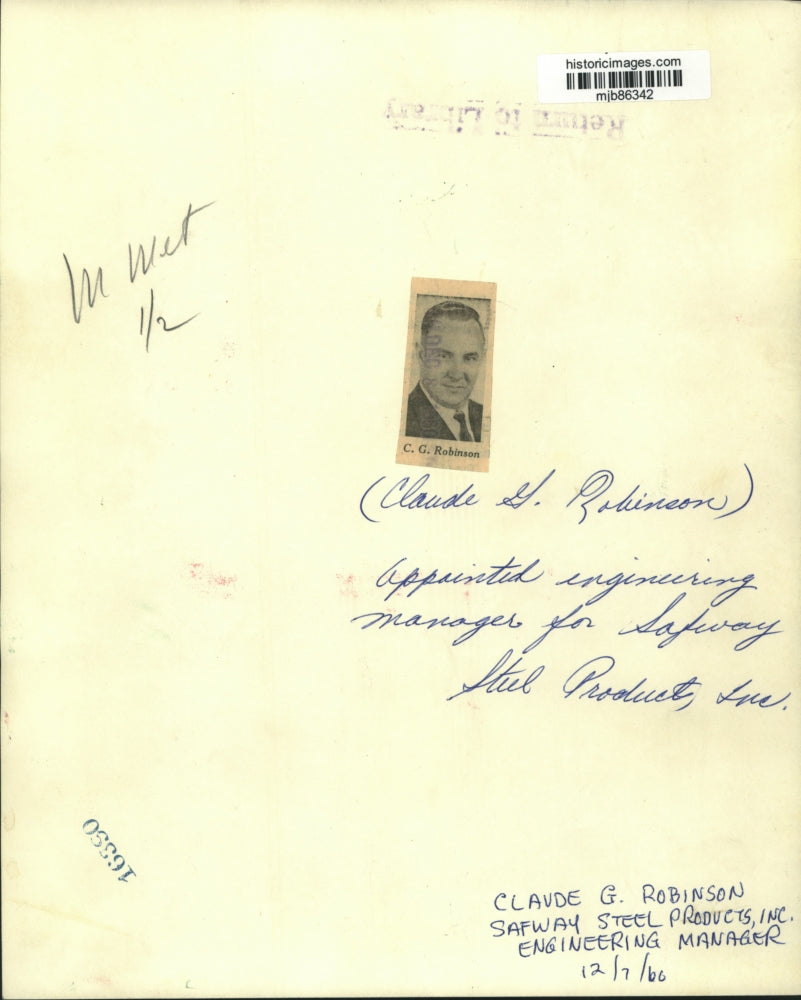 historicimages.com
mjb86342
Return to Library
M Met
1/2
C. G. Robinson
(Claude G. Robinson)
Appointed engineering
manager for Safway
Steel Products, Inc.
16390
CLAUDE G. ROBINSON
SAFWAY STEEL PRODUCTS, INC.
ENGINEERING MANAGER
12/7/60